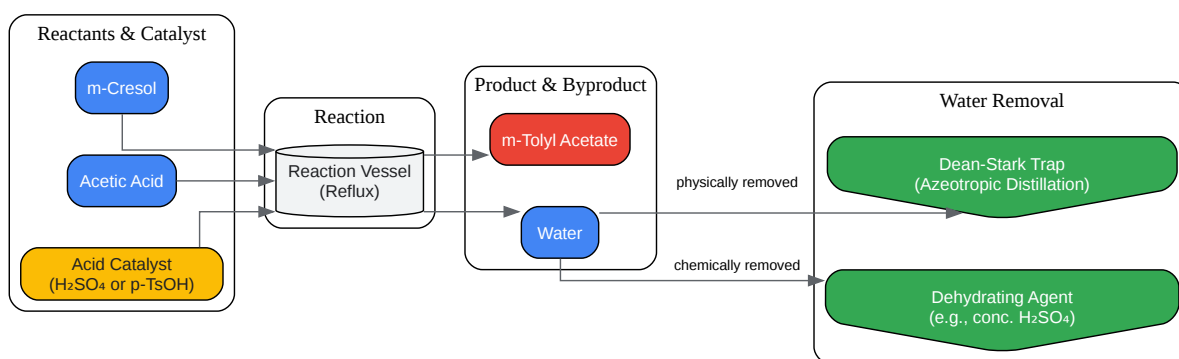 Reactants & Catalyst
m-Cresol
Acetic Acid
Acid Catalyst
(H₂SO₄ or p-TsOH)
Reaction
Reaction Vessel
(Reflux)
Product & Byproduct
m-Tolyl Acetate
Water
physically removed
chemically removed
Water Removal
Dean-Stark Trap
(Azeotropic Distillation)
Dehydrating Agent
(e.g., conc. H₂SO₄)